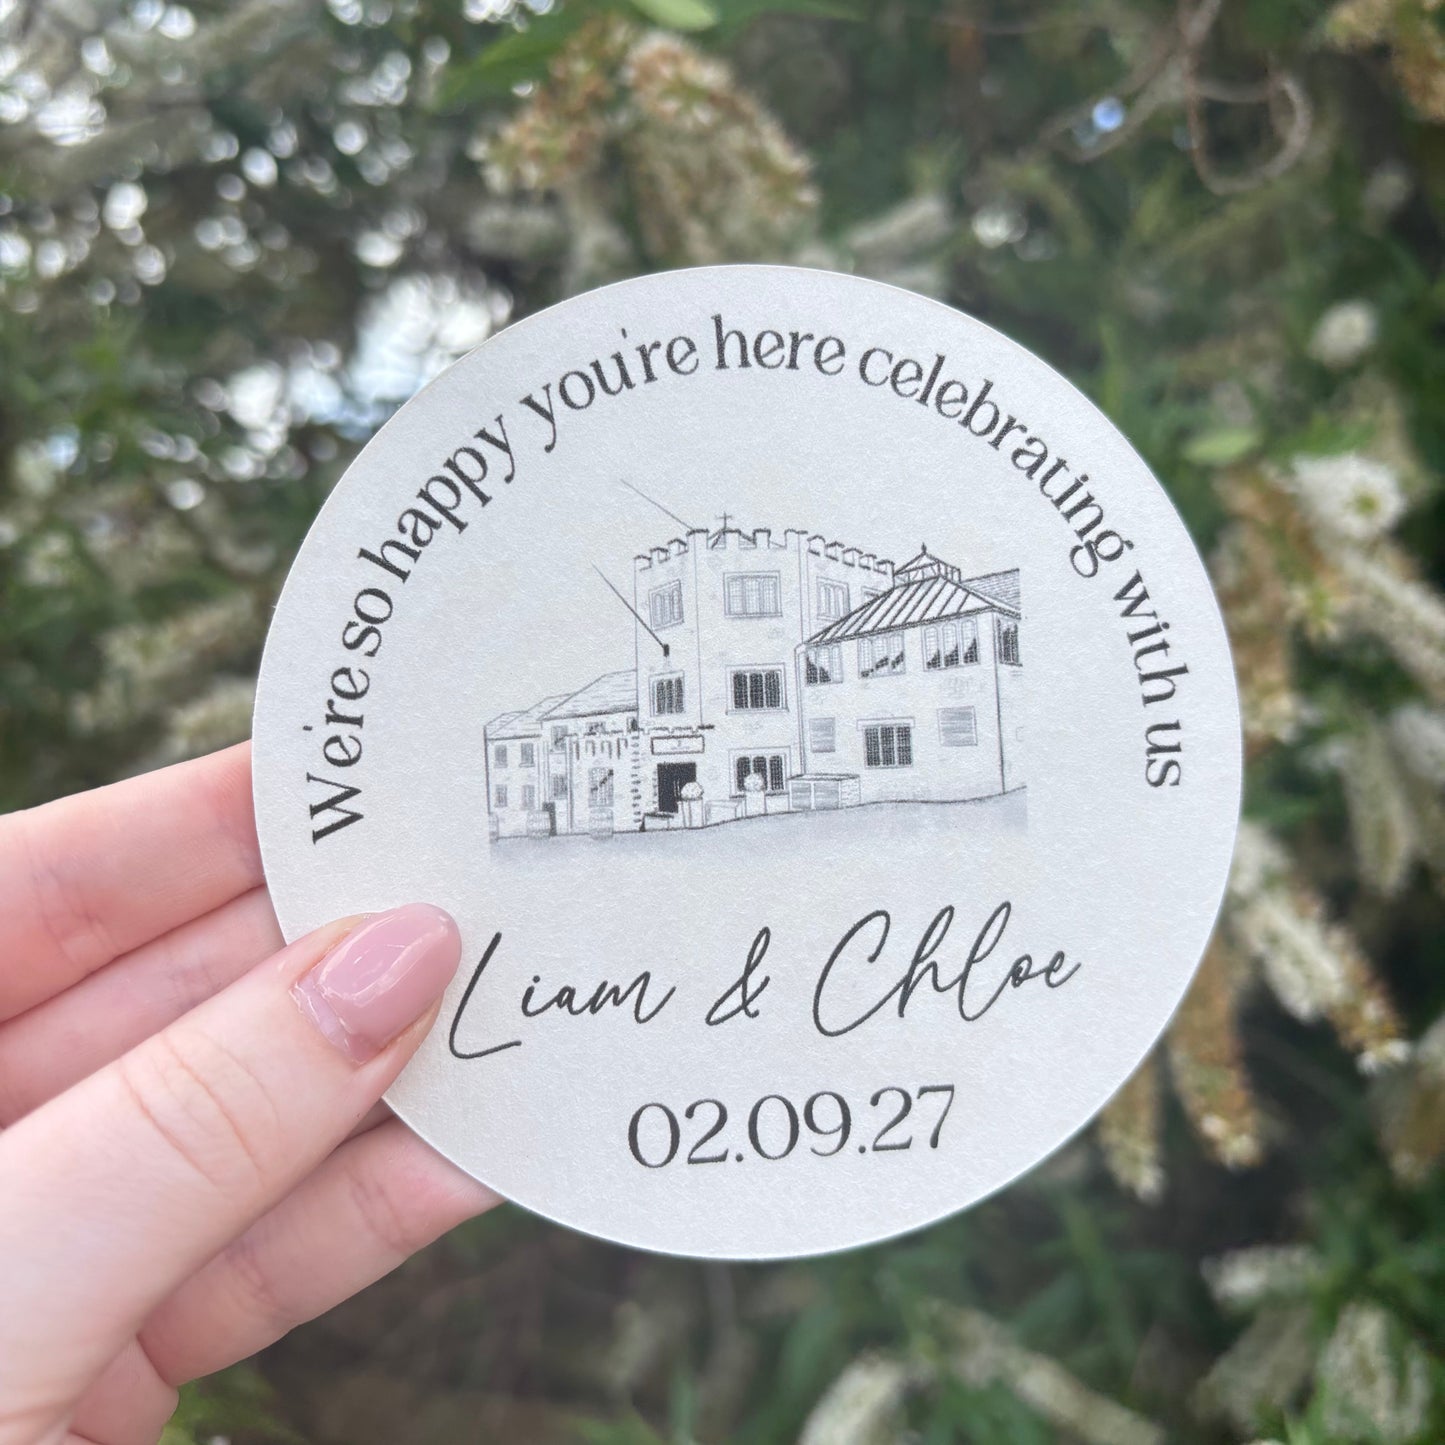 We're so happy you're here celebrating with us
Liam & Chloe
02.09.27